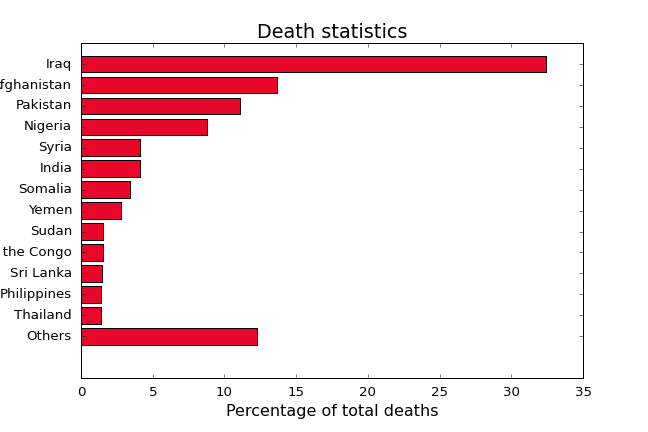 Death statistics
Iraq
fghanistan
Pakistan
Nigeria
Syria
India
Somalia
Yemen
Sudan
the Congo
Sri Lanka
Philippines
Thailand
Others
0 5 10 15 20 25 30 35
Percentage of total deaths